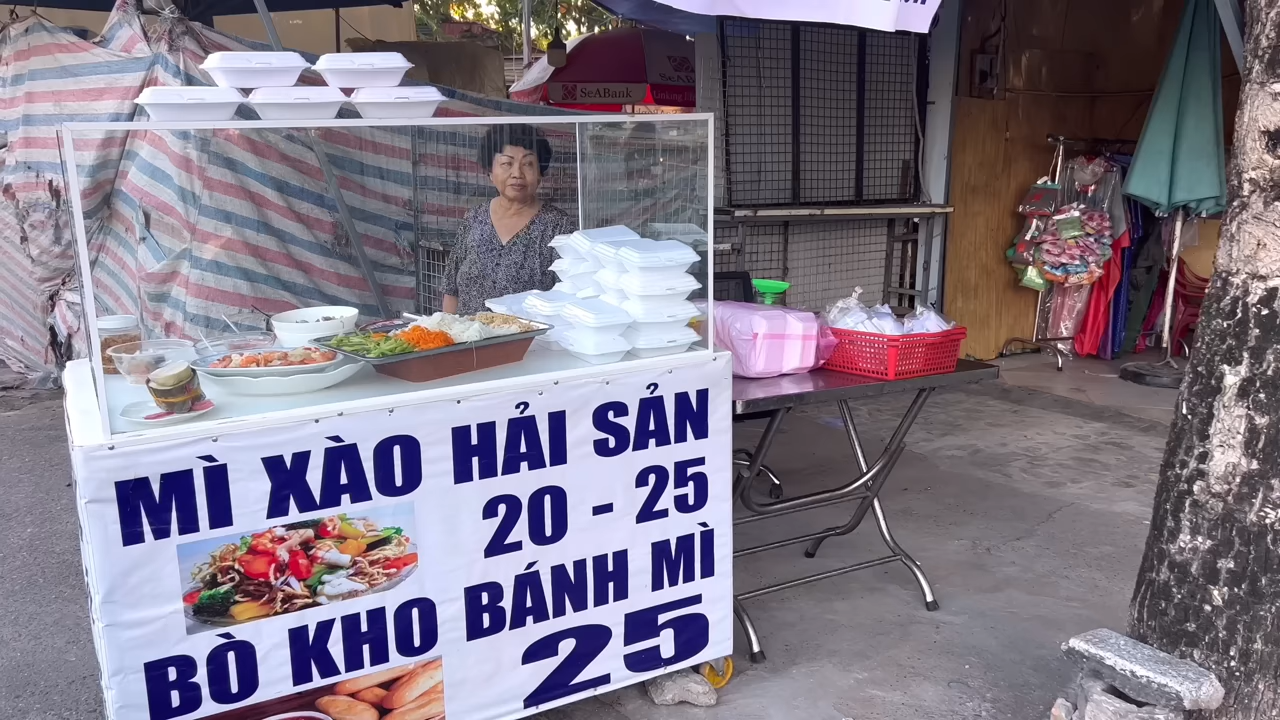 SeABank
SeABank
MÌ XÀO HẢI SẢN
20 - 25
BÒ KHO BÁNH MÌ
25